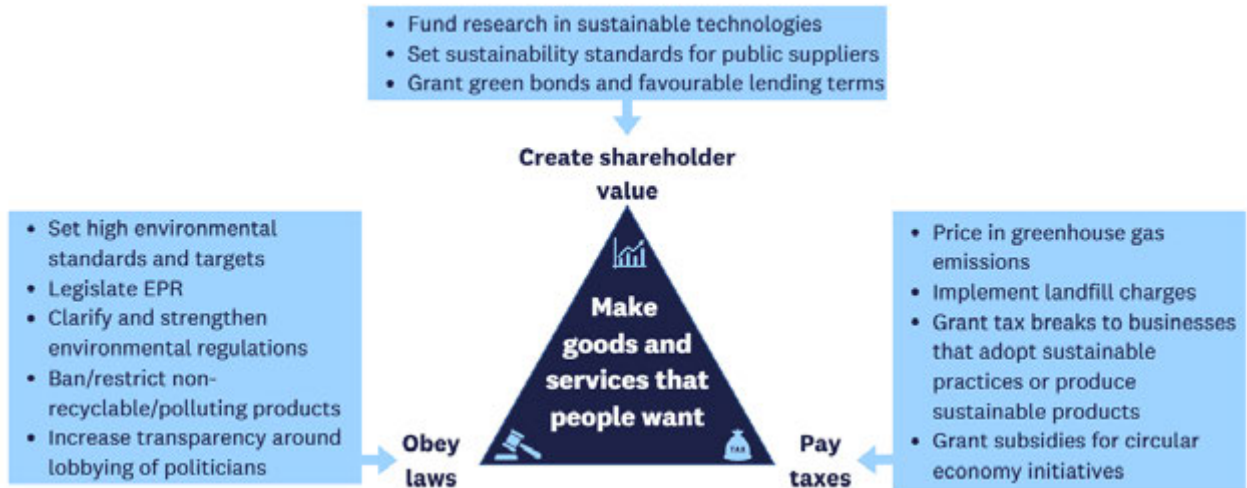 • Fund research in sustainable technologies
• Set sustainability standards for public suppliers
• Grant green bonds and favourable lending terms
Create shareholder
value
• Set high environmental
standards and targets
• Legislate EPR
• Clarify and strengthen
environmental regulations
• Ban/restrict non-
recyclable/polluting products
• Increase transparency around
lobbying of politicians
Obey
laws
Make
goods and
services that
people want
TAX
Pay
taxes
• Price in greenhouse gas
emissions
• Implement landfill charges
• Grant tax breaks to businesses
that adopt sustainable
practices or produce
sustainable products
• Grant subsidies for circular
economy initiatives